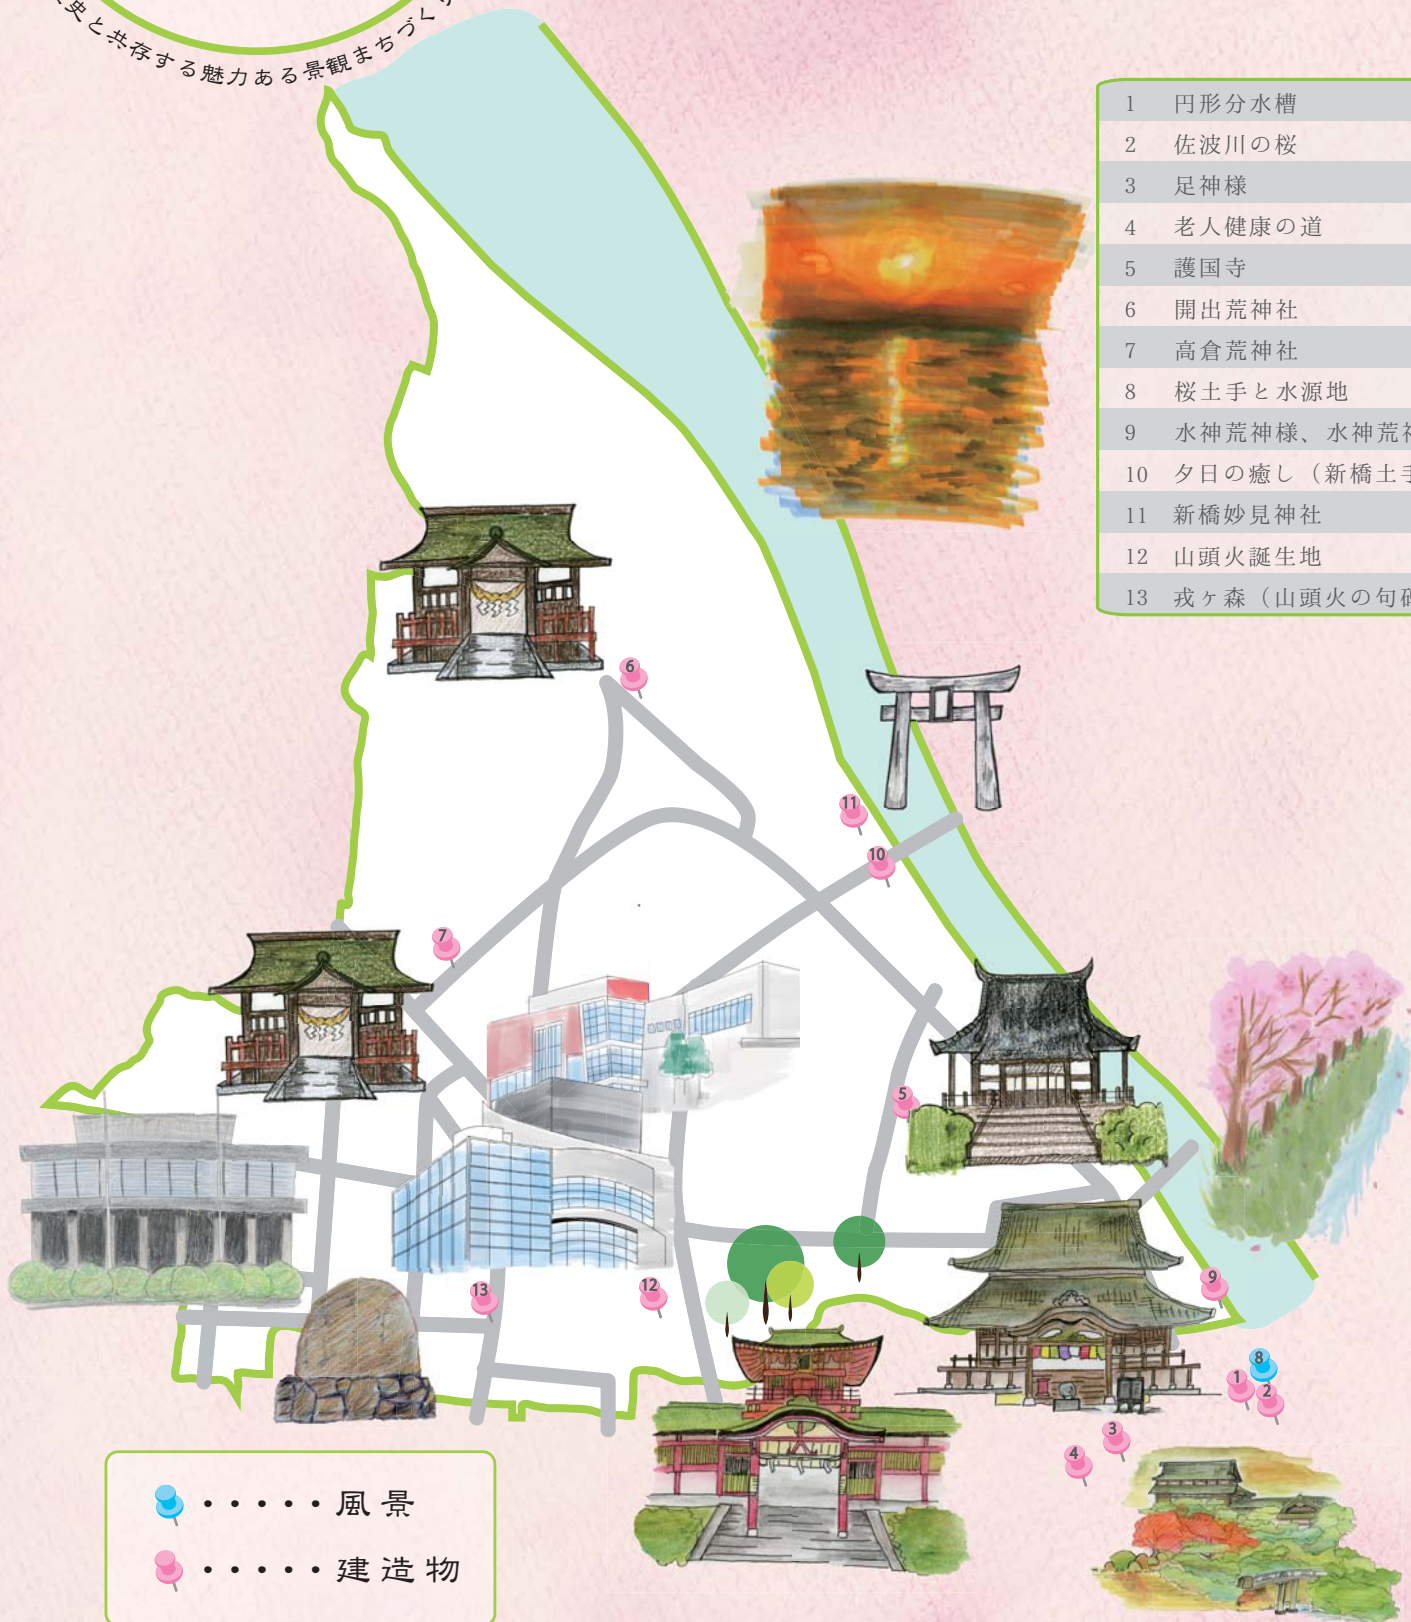 史と共存する魅力ある景観まちづく
1 円形分水槽
2 佐波川の桜
3 足神様
4 老人健康の道
5 護国寺
6 開出荒神社
7 高倉荒神社
8 桜土手と水源地
9 水神荒神様、水神荒神
10 夕日の癒し（新橋土手
11 新橋妙見神社
12 山頭火誕生地
13 戎ヶ森（山頭火の句碑
6
11
10
7
5
9
13
12
8
1
2
3
4
・・・・・風景
・・・・・建造物